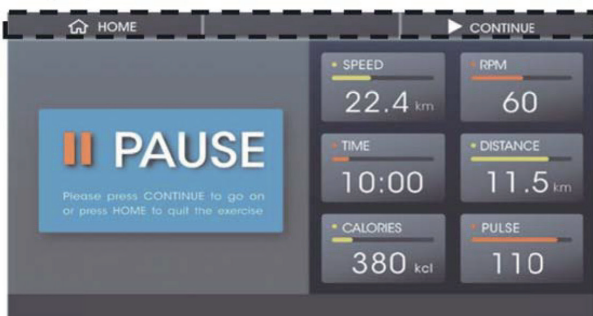 HOME
CONTINUE
PAUSE
Please press CONTINUE to go on
or press HOME to quit the exercise
SPEED
22.4 km
RPM
60
TIME
10:00
DISTANCE
11.5 km
CALORIES
380 kcl
PULSE
110